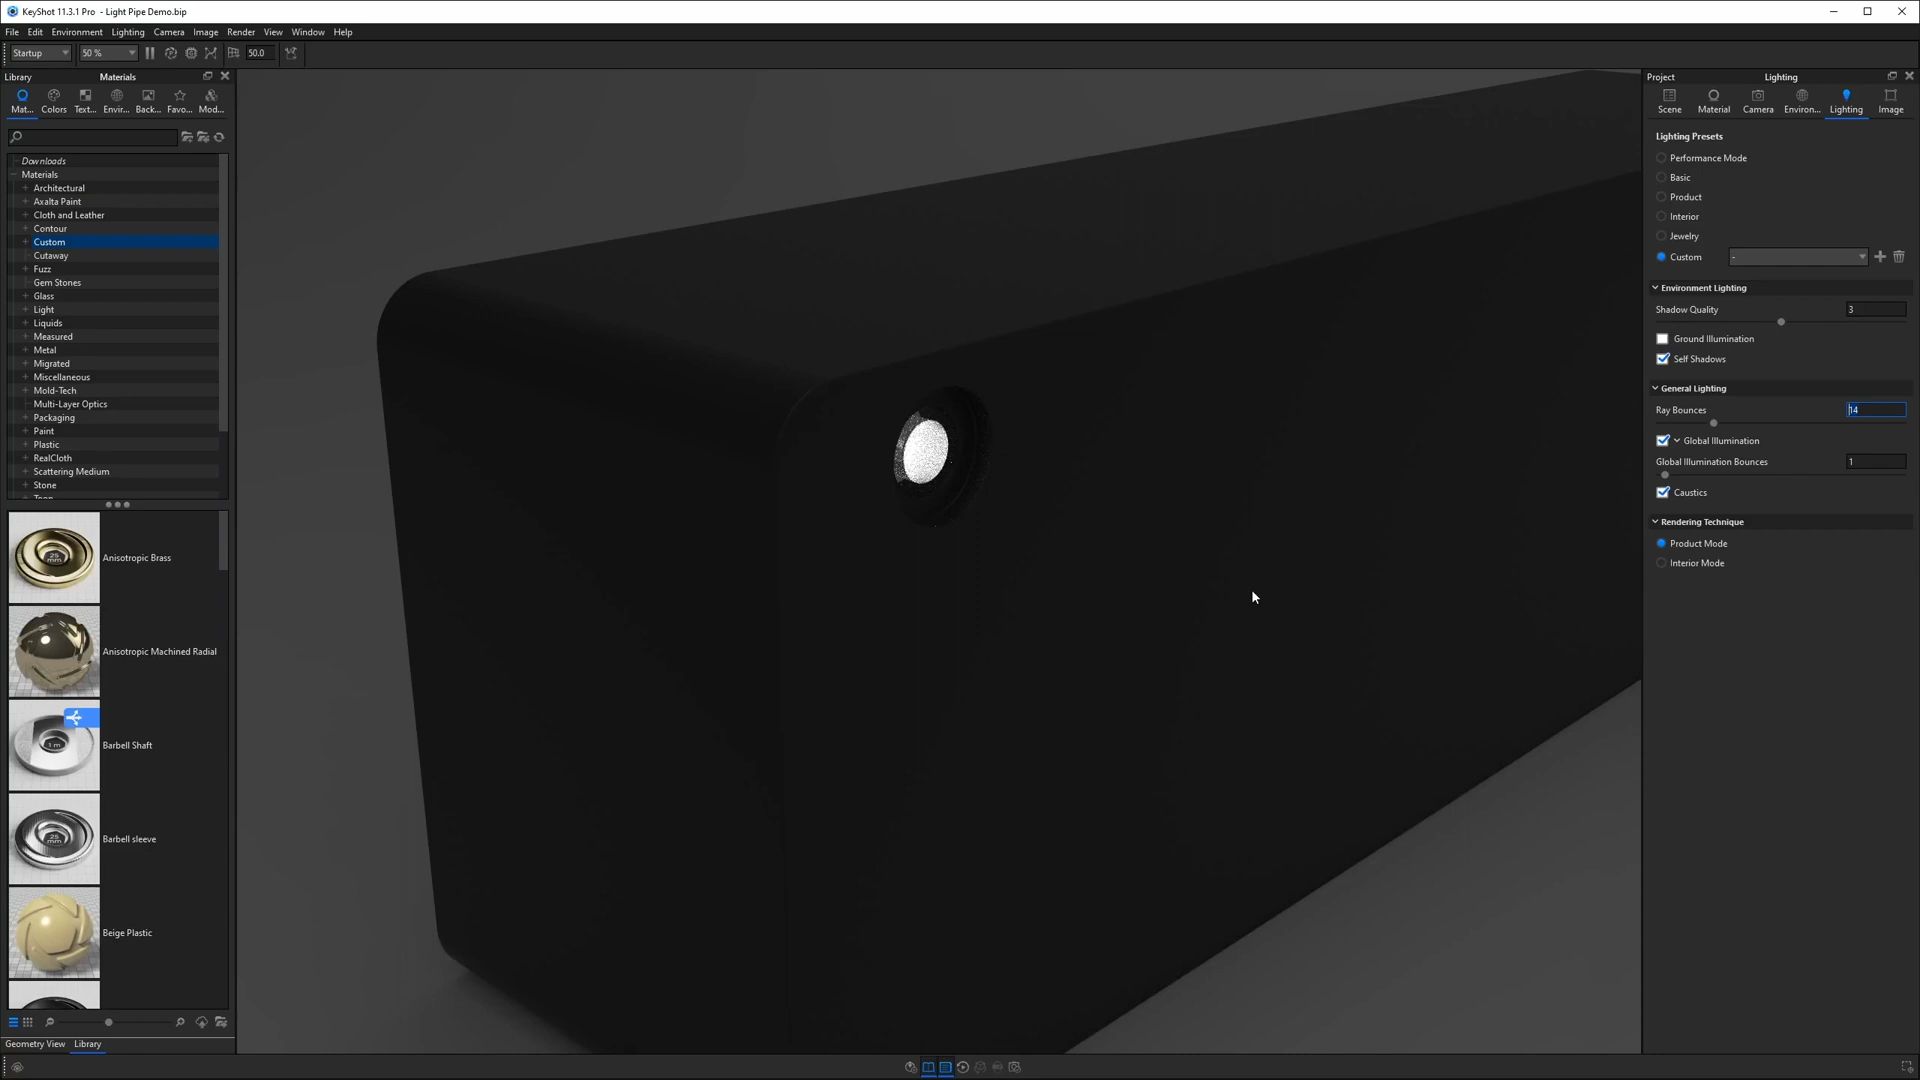 KeyShot 11.3.1 Pro - Light Pipe Demo.bip
File Edit Environment Lighting Camera Image Render View Window Help
Startup 50 % 50.0
Library Materials
Mat... Colors Text... Envir... Back... Favo... Mod...
Downloads
Materials
Architectural
Axalta Paint
Cloth and Leather
Contour
Custom
Cutaway
Fuzz
Gem Stones
Glass
Light
Liquids
Measured
Metal
Migrated
Miscellaneous
Mold-Tech
Multi-Layer Optics
Packaging
Paint
Plastic
RealCloth
Scattering Medium
Stone
Anisotropic Brass
Anisotropic Machined Radial
Barbell Shaft
Barbell sleeve
Beige Plastic
Geometry View Library
Project Lighting
Scene Material Camera Environ... Lighting Image
Lighting Presets
Performance Mode
Basic
Product
Interior
Jewelry
Custom -
Environment Lighting
Shadow Quality 3
Ground Illumination
Self Shadows
General Lighting
Ray Bounces 14
Global Illumination
Global Illumination Bounces 1
Caustics
Rendering Technique
Product Mode
Interior Mode